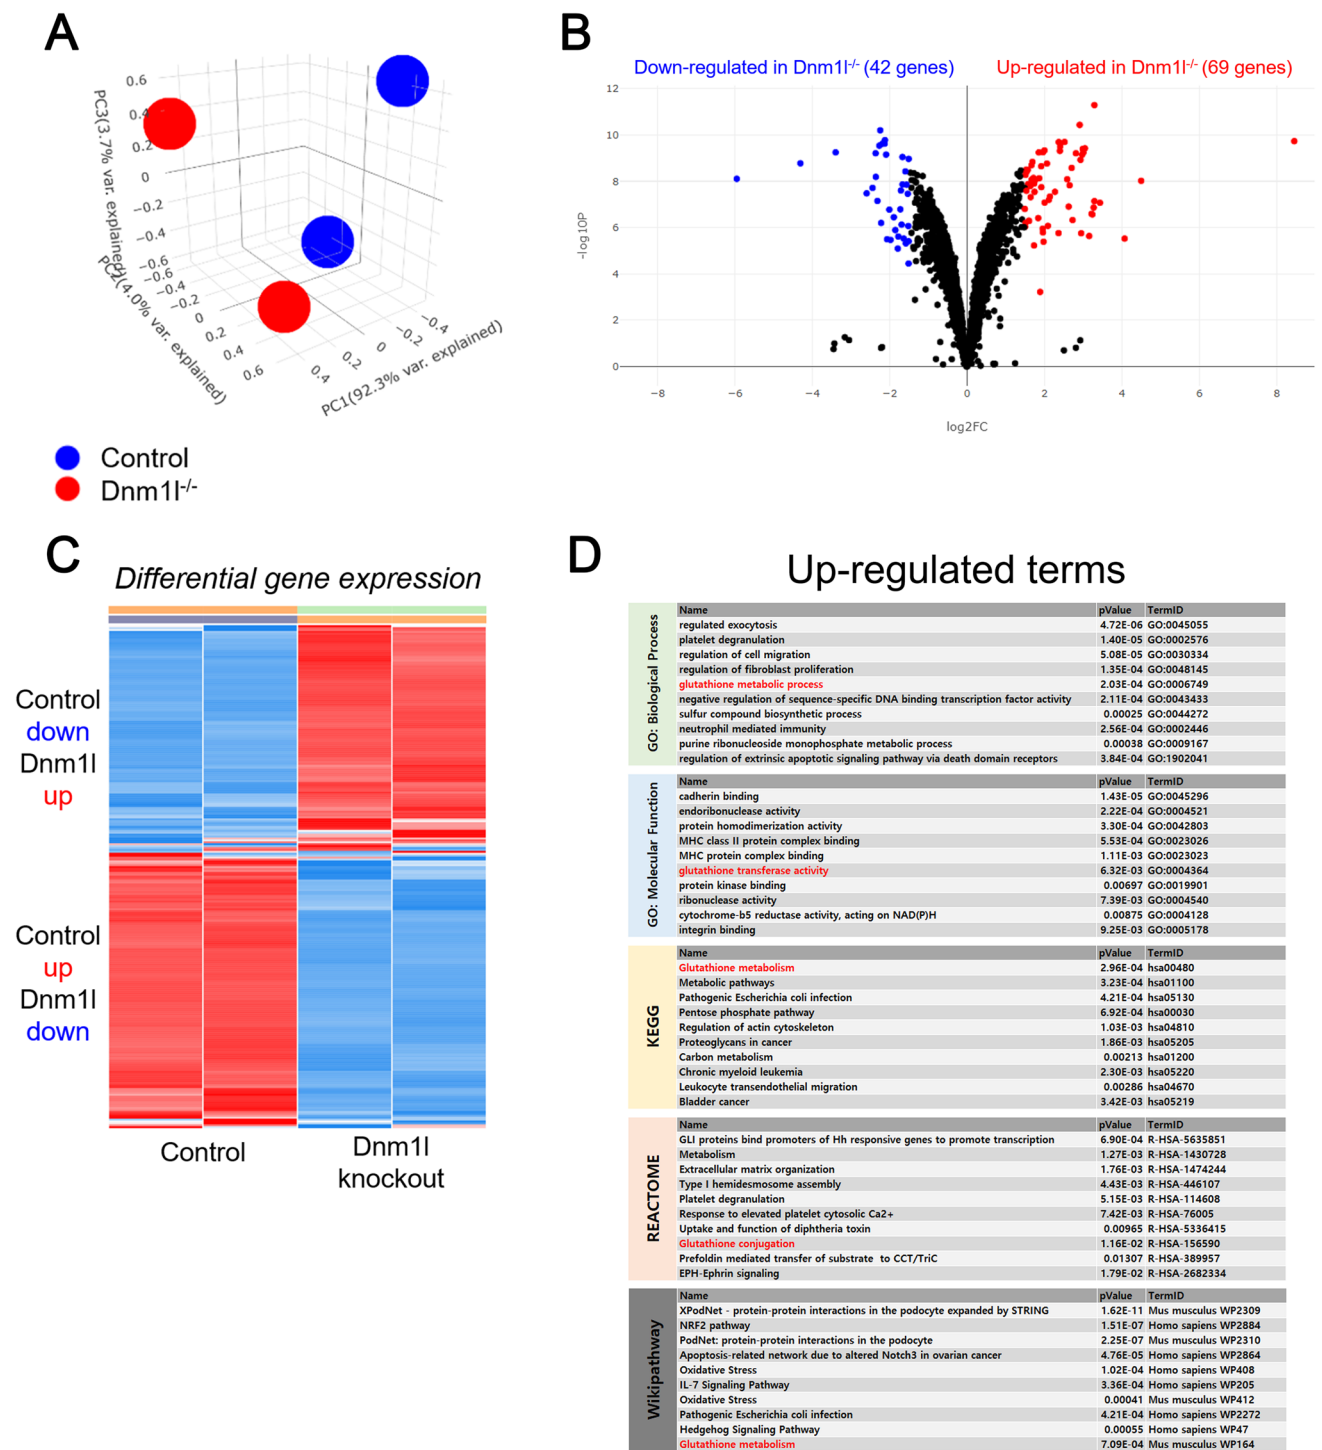 A
0.6
0.4
0.2
0
−0.2
−0.4
−0.6
PC3(3.7% var. explained)
−0.6
−0.4
−0.2
0
0.2
0.4
0.6
PC2(4.0% var. explained)
−0.4
−0.2
0
0.2
0.4
PC1(92.3% var. explained)
Control
Dnm1l-/-
B
Down-regulated in Dnm1l-/- (42 genes)
Up-regulated in Dnm1l-/- (69 genes)
12
10
8
6
4
2
0
-log10P
−8
−6
−4
−2
0
2
4
6
8
log2FC
C
Differential gene expression
Control
down
Dnm1l
up
Control
up
Dnm1l
down
Control
Dnm1l
knockout
D
Up-regulated terms
GO: Biological Process
Name pValue TermID
regulated exocytosis 4.72E-06 GO:0045055
platelet degranulation 1.40E-05 GO:0002576
regulation of cell migration 5.08E-05 GO:0030334
regulation of fibroblast proliferation 1.35E-04 GO:0048145
glutathione metabolic process 2.03E-04 GO:0006749
negative regulation of sequence-specific DNA binding transcription factor activity 2.11E-04 GO:0043433
sulfur compound biosynthetic process 0.00025 GO:0044272
neutrophil mediated immunity 2.56E-04 GO:0002446
purine ribonucleoside monophosphate metabolic process 0.00038 GO:0009167
regulation of extrinsic apoptotic signaling pathway via death domain receptors 3.84E-04 GO:1902041
GO: Molecular Function
Name pValue TermID
cadherin binding 1.43E-05 GO:0045296
endoribonuclease activity 2.22E-04 GO:0004521
protein homodimerization activity 3.30E-04 GO:0042803
MHC class II protein complex binding 5.53E-04 GO:0023026
MHC protein complex binding 1.11E-03 GO:0023023
glutathione transferase activity 6.32E-03 GO:0004364
protein kinase binding 0.00697 GO:0019901
ribonuclease activity 7.39E-03 GO:0004540
cytochrome-b5 reductase activity, acting on NAD(P)H 0.00875 GO:0004128
integrin binding 9.25E-03 GO:0005178
KEGG
Name pValue TermID
Glutathione metabolism 2.96E-04 hsa00480
Metabolic pathways 3.23E-04 hsa01100
Pathogenic Escherichia coli infection 4.21E-04 hsa05130
Pentose phosphate pathway 6.92E-04 hsa00030
Regulation of actin cytoskeleton 1.03E-03 hsa04810
Proteoglycans in cancer 1.86E-03 hsa05205
Carbon metabolism 0.00213 hsa01200
Chronic myeloid leukemia 2.30E-03 hsa05220
Leukocyte transendothelial migration 0.00286 hsa04670
Bladder cancer 3.42E-03 hsa05219
REACTOME
Name pValue TermID
GLI proteins bind promoters of Hh responsive genes to promote transcription 6.90E-04 R-HSA-5635851
Metabolism 1.27E-03 R-HSA-1430728
Extracellular matrix organization 1.76E-03 R-HSA-1474244
Type I hemidesmosome assembly 4.43E-03 R-HSA-446107
Platelet degranulation 5.15E-03 R-HSA-114608
Response to elevated platelet cytosolic Ca2+ 7.42E-03 R-HSA-76005
Uptake and function of diphtheria toxin 0.00965 R-HSA-5336415
Glutathione conjugation 1.16E-02 R-HSA-156590
Prefoldin mediated transfer of substrate to CCT/TriC 0.01307 R-HSA-389957
EPH-Ephrin signaling 1.79E-02 R-HSA-2682334
Wikipathway
Name pValue TermID
XPodNet - protein-protein interactions in the podocyte expanded by STRING 1.62E-11 Mus musculus WP2309
NRF2 pathway 1.51E-07 Homo sapiens WP2884
PodNet: protein-protein interactions in the podocyte 2.25E-07 Mus musculus WP2310
Apoptosis-related network due to altered Notch3 in ovarian cancer 4.76E-05 Homo sapiens WP2864
Oxidative Stress 1.02E-04 Homo sapiens WP408
IL-7 Signaling Pathway 3.36E-04 Homo sapiens WP205
Oxidative Stress 0.00041 Mus musculus WP412
Pathogenic Escherichia coli infection 4.21E-04 Homo sapiens WP2272
Hedgehog Signaling Pathway 0.00055 Homo sapiens WP47
Glutathione metabolism 7.09E-04 Mus musculus WP164